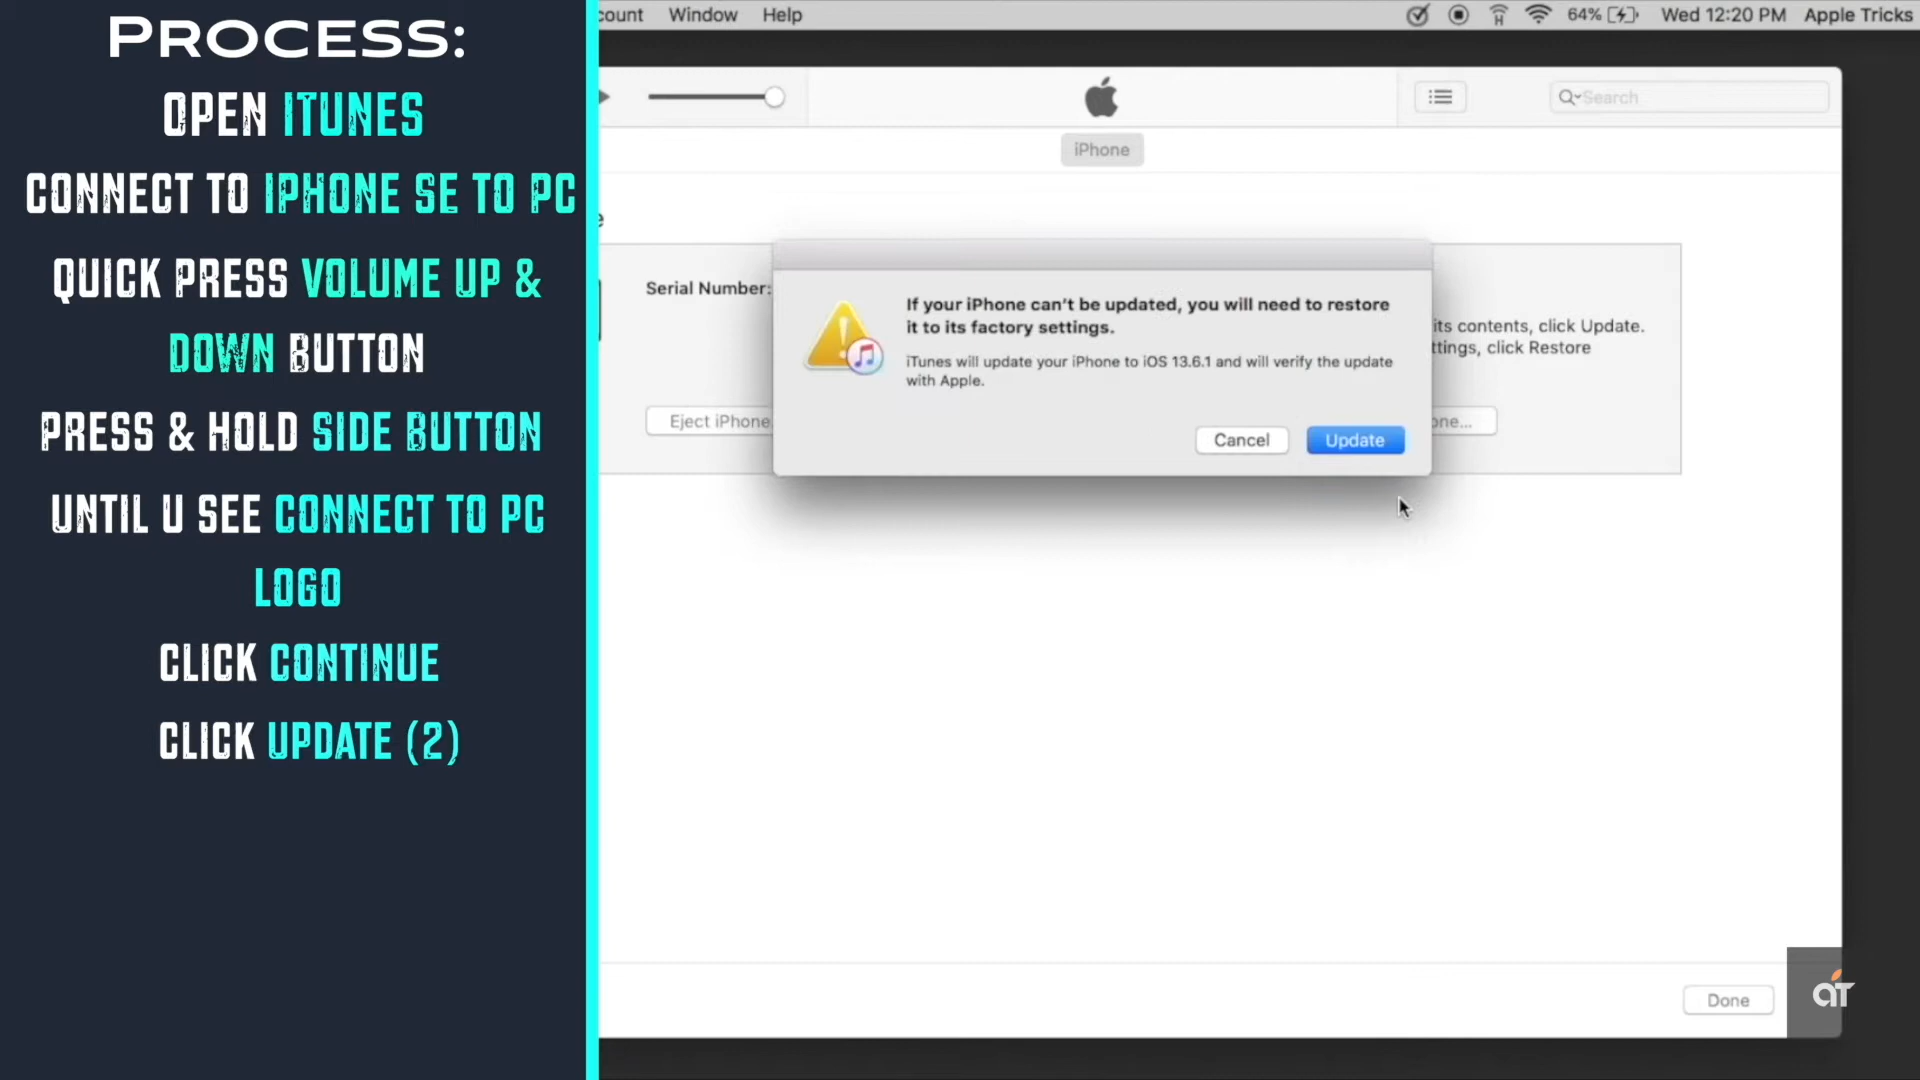 PROCESS:
OPEN ITUNES
CONNECT TO IPHONE SE TO PC
QUICK PRESS VOLUME UP &
DOWN BUTTON
PRESS & HOLD SIDE BUTTON
UNTIL U SEE CONNECT TO PC
LOGO
CLICK CONTINUE
CLICK UPDATE (2)
count Window Help 64% Wed 12:20 PM Apple Tricks
Search
iPhone
e
Serial Number:
If your iPhone can't be updated, you will need to restore
it to its factory settings.
iTunes will update your iPhone to iOS 13.6.1 and will verify the update
with Apple.
Cancel Update
its contents, click Update.
ttings, click Restore
Eject iPhone
one...
Done
aT